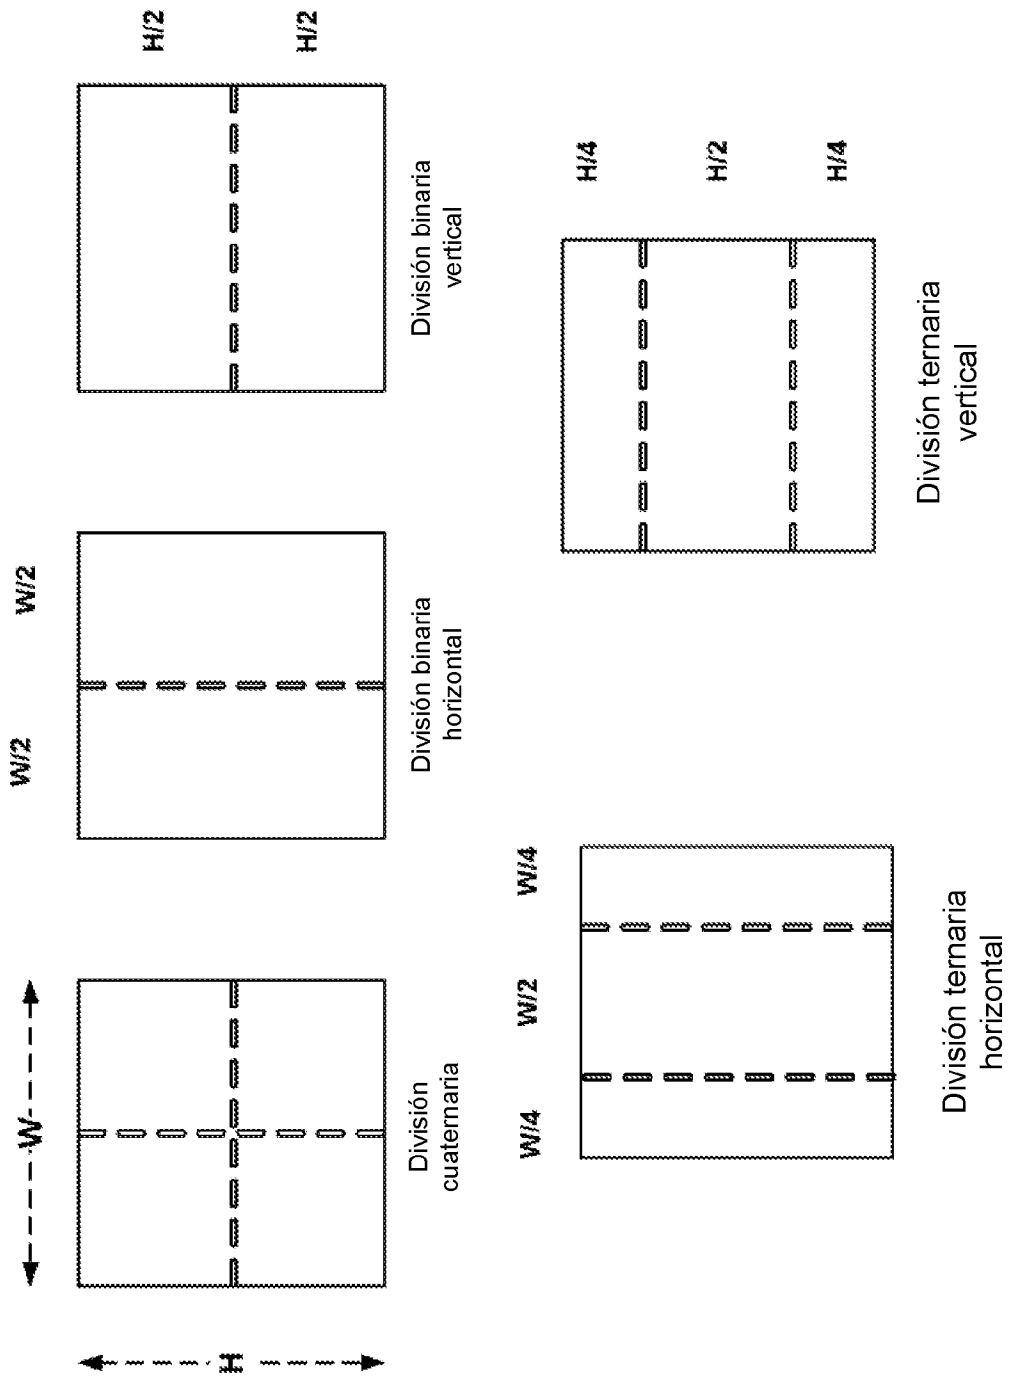 W
H
División
cuaternaria
W/2 W/2
División binaria
horizontal
H/2
H/2
División binaria
vertical
W/4 W/2 W/4
División ternaria
horizontal
H/4
H/2
H/4
División ternaria
vertical